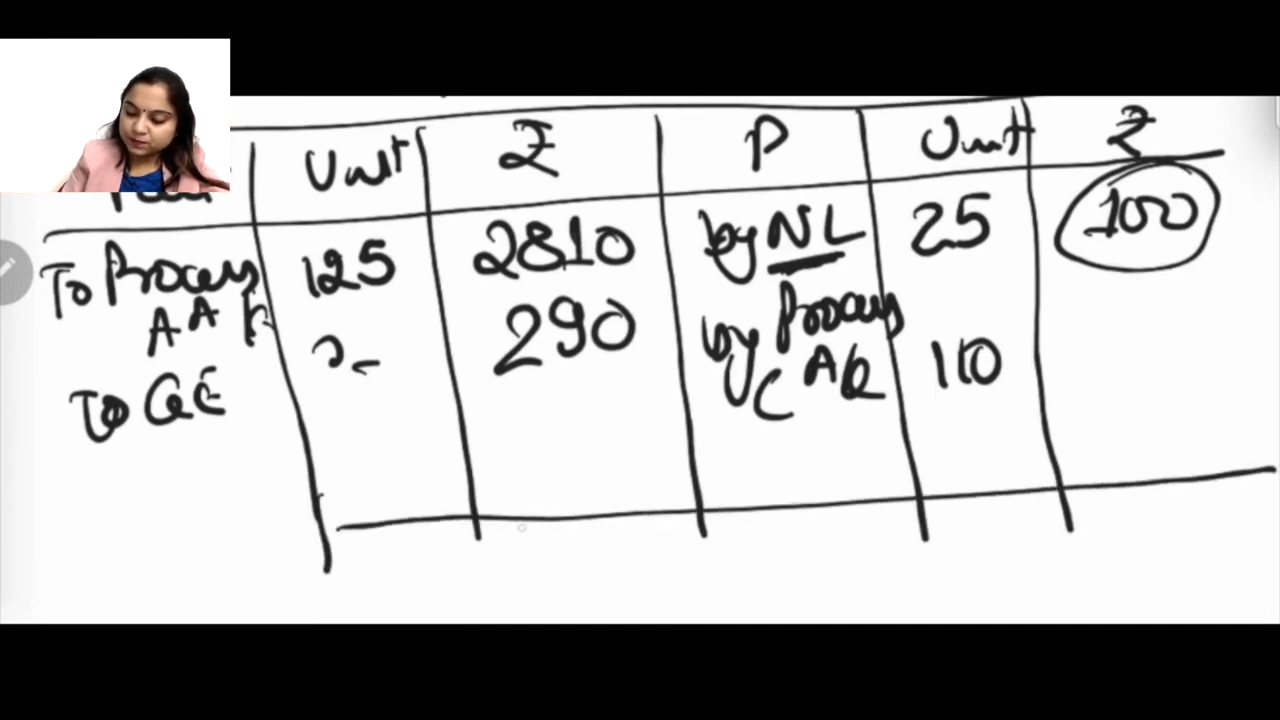 Unit ₹ P Unit ₹
To Process 125 2810 by NL 25 100
A A 290 by Process
To GE C A/c 110